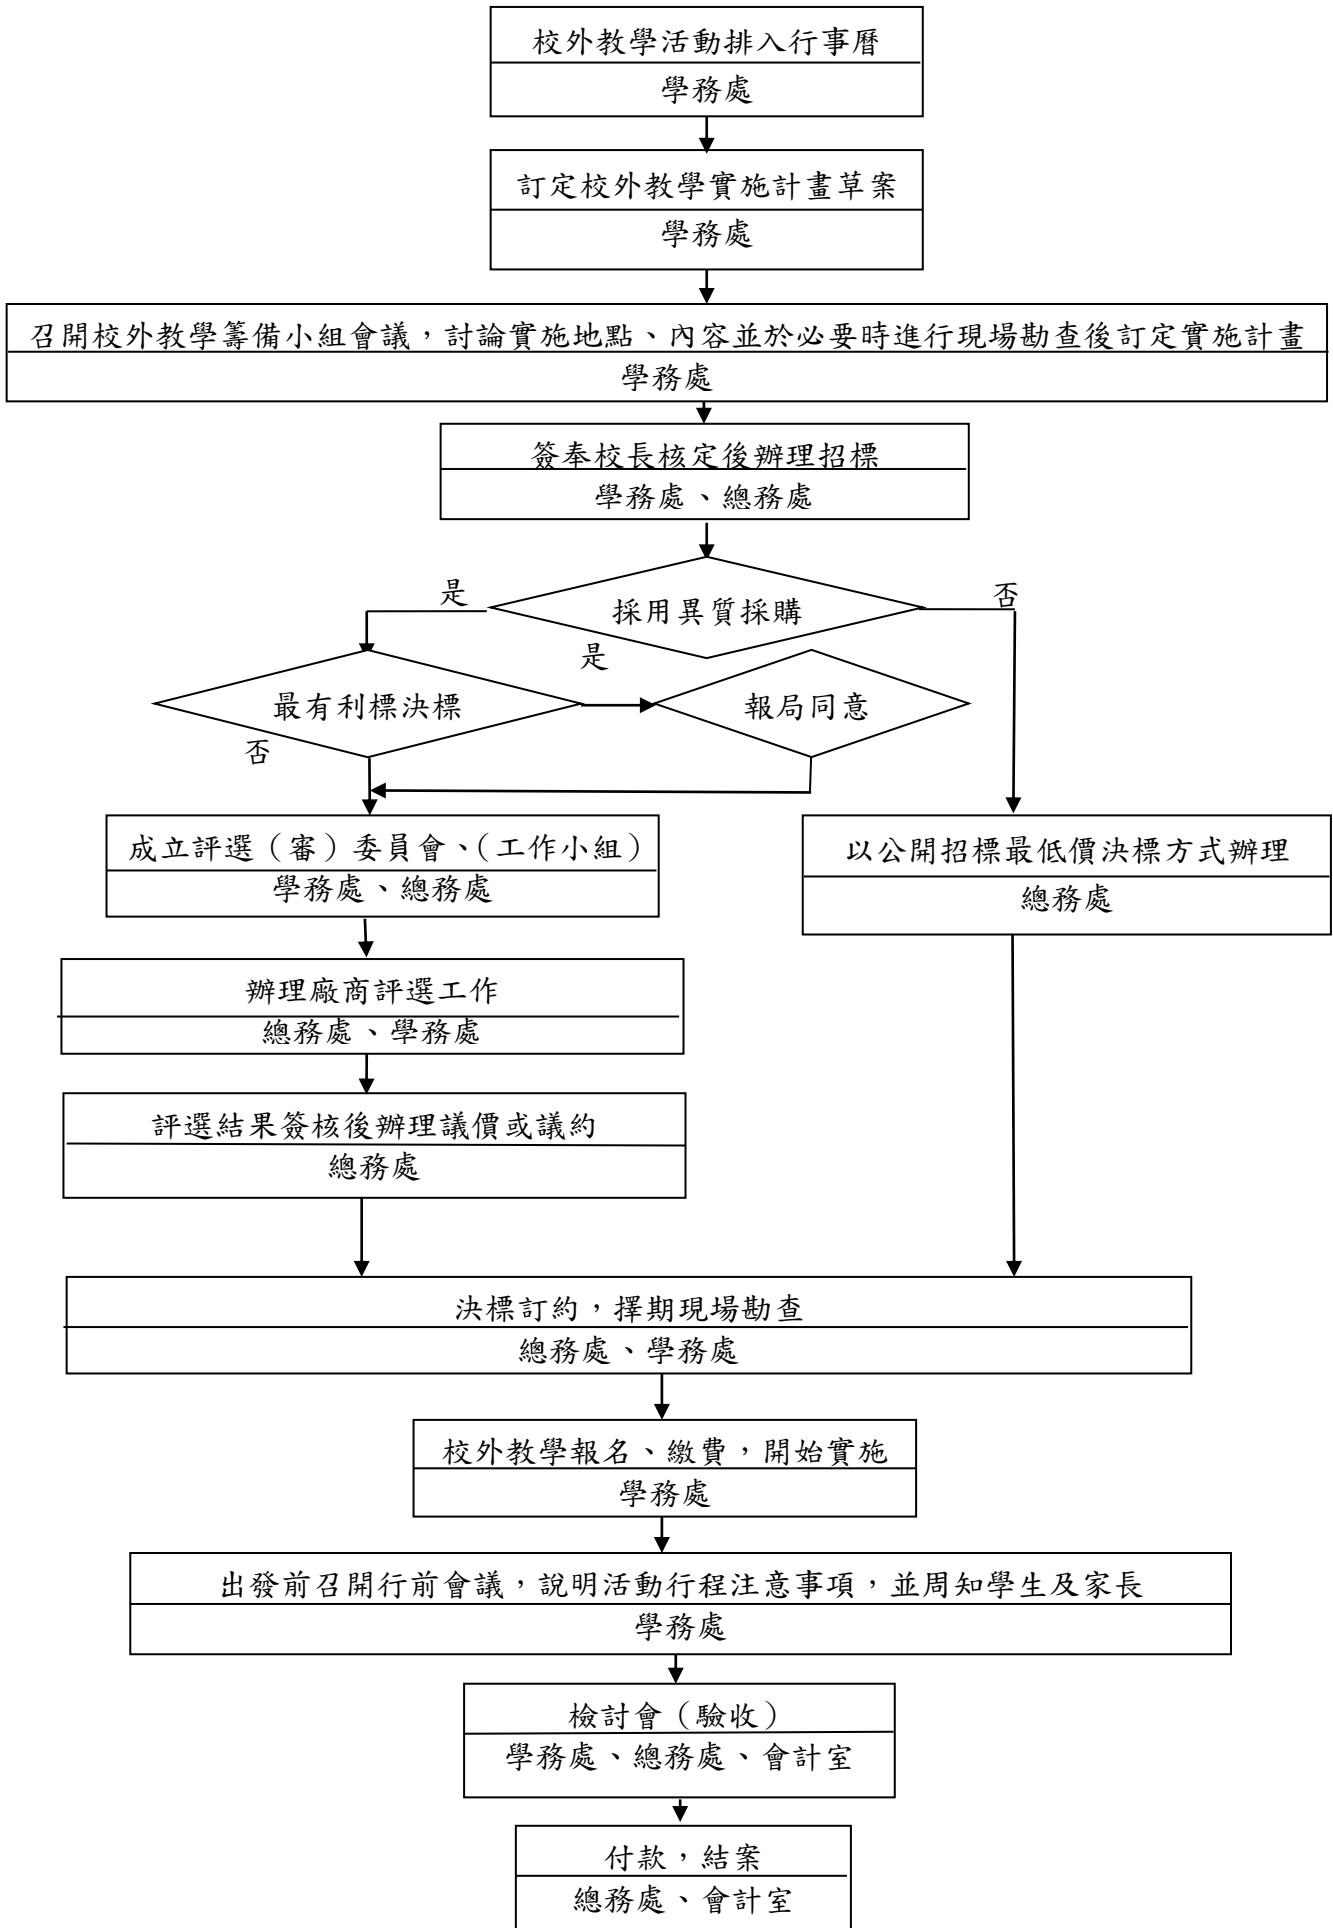 校外教學活動排入行事曆
學務處
訂定校外教學實施計畫草案
學務處
召開校外教學籌備小組會議，討論實施地點、內容並於必要時進行現場勘查後訂定實施計畫
學務處
簽奉校長核定後辦理招標
學務處、總務處
是
採用異質採購
否
是
最有利標決標
報局同意
否
成立評選（審）委員會、（工作小組）
學務處、總務處
以公開招標最低價決標方式辦理
總務處
辦理廠商評選工作
總務處、學務處
評選結果簽核後辦理議價或議約
總務處
決標訂約，擇期現場勘查
總務處、學務處
校外教學報名、繳費，開始實施
學務處
出發前召開行前會議，說明活動行程注意事項，並周知學生及家長
學務處
檢討會（驗收）
學務處、總務處、會計室
付款，結案
總務處、會計室